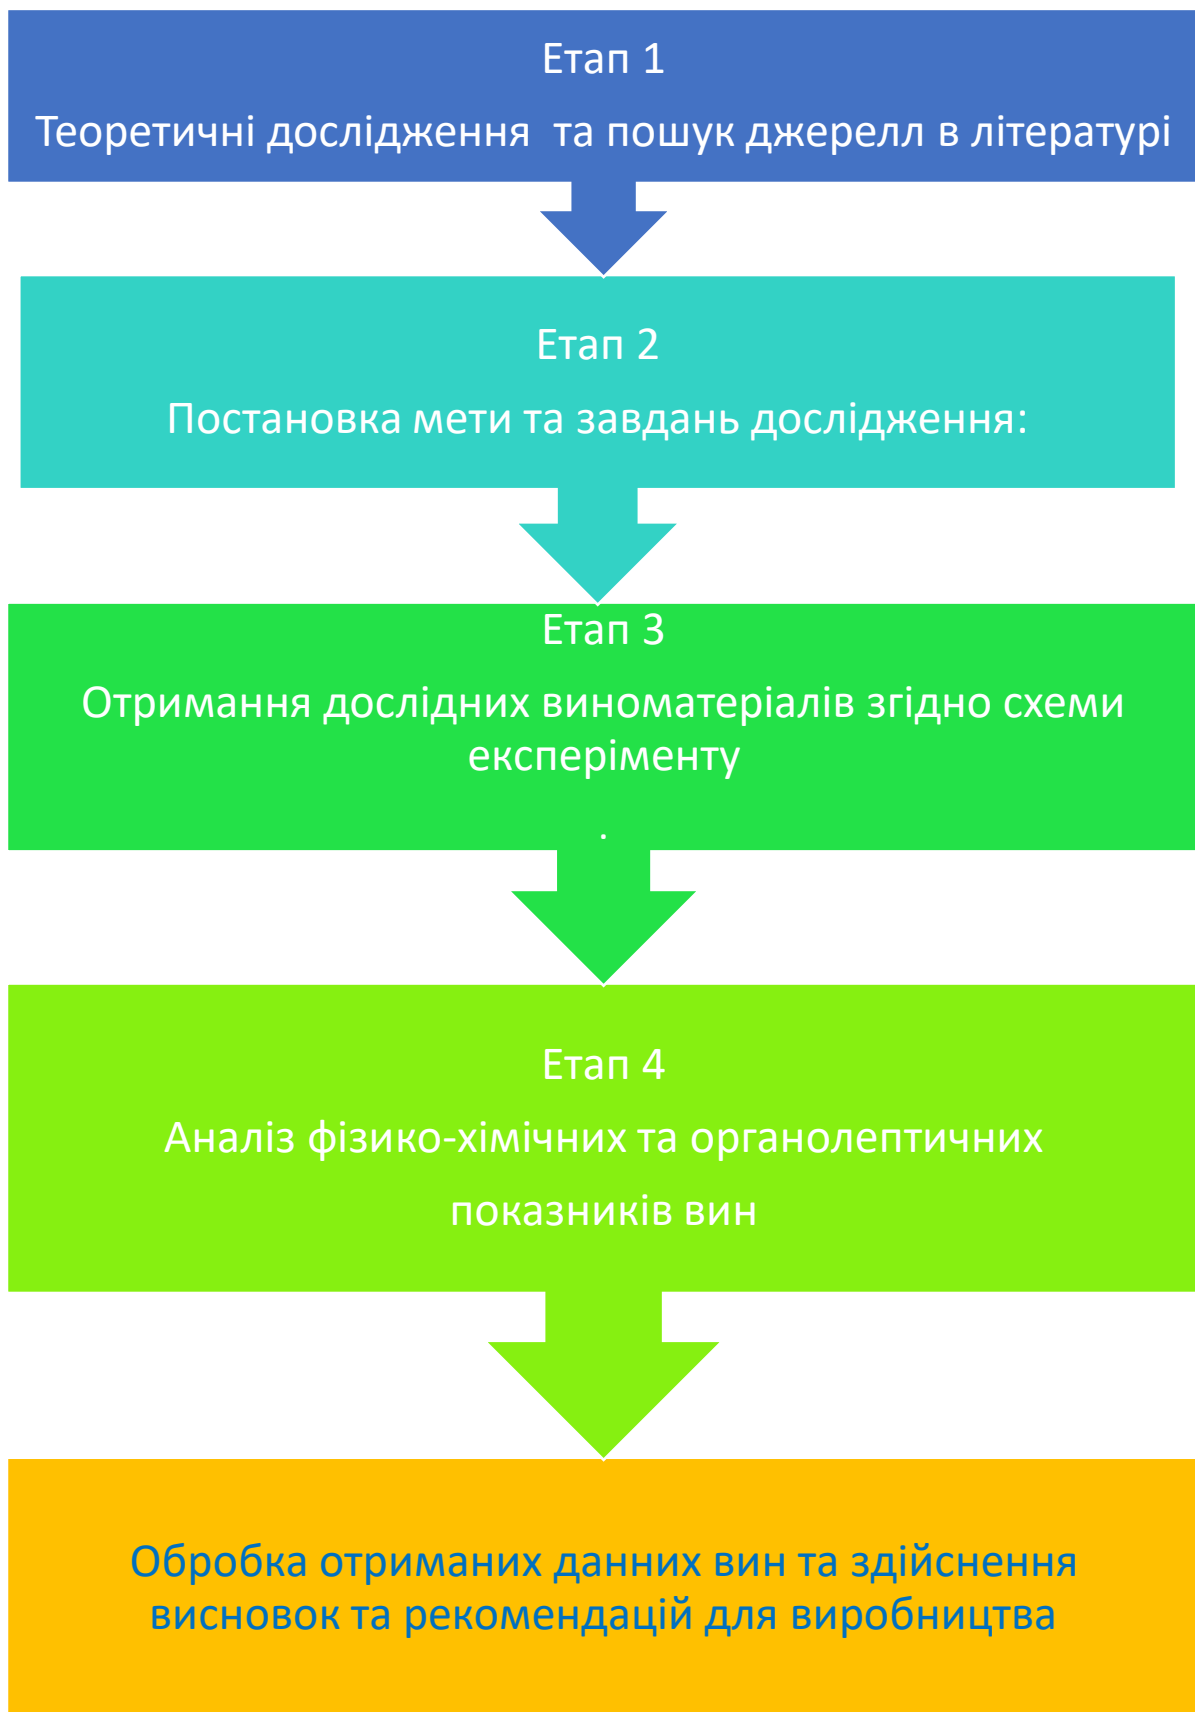 Етап 1
Теоретичні дослідження та пошук джерелл в літературі
Етап 2
Постановка мети та завдань дослідження:
Етап 3
Отримання дослідних виноматеріалів згідно схеми
експеріменту
.
Етап 4
Аналіз фізико-хімічних та органолептичних
показників вин
Обробка отриманих данних вин та здійснення
висновок та рекомендацій для виробництва